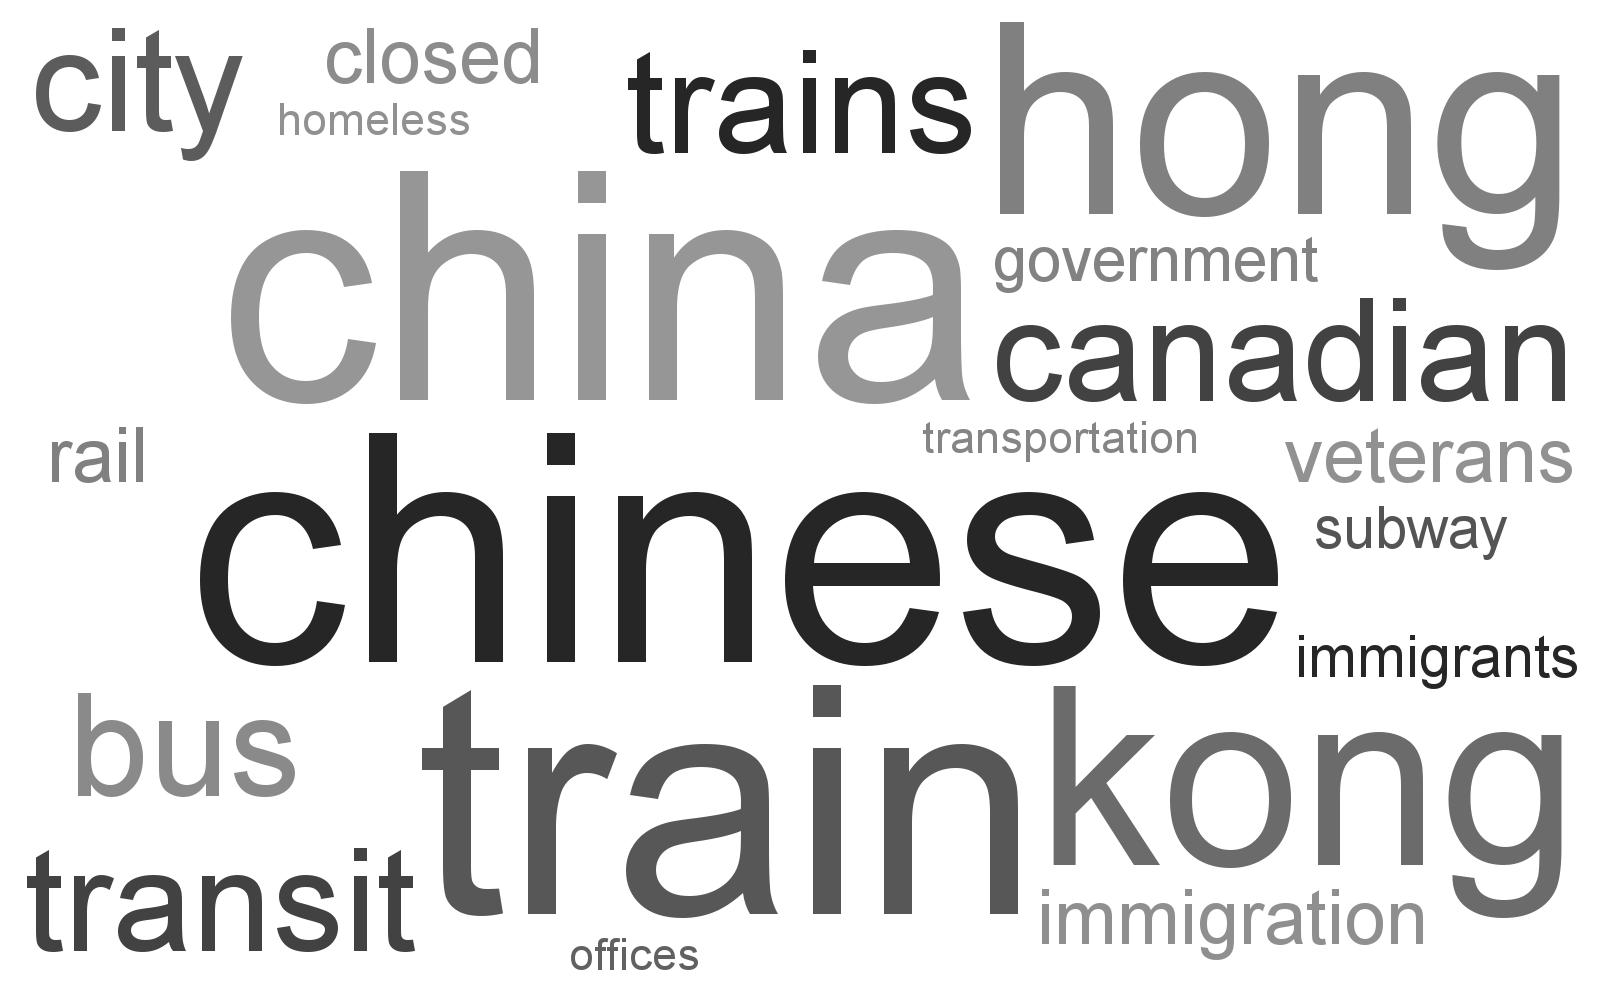 city
closed
homeless
trains
hong
china
government
canadian
rail
transportation
veterans
chinese
subway
immigrants
bus
train
kong
transit
immigration
offices